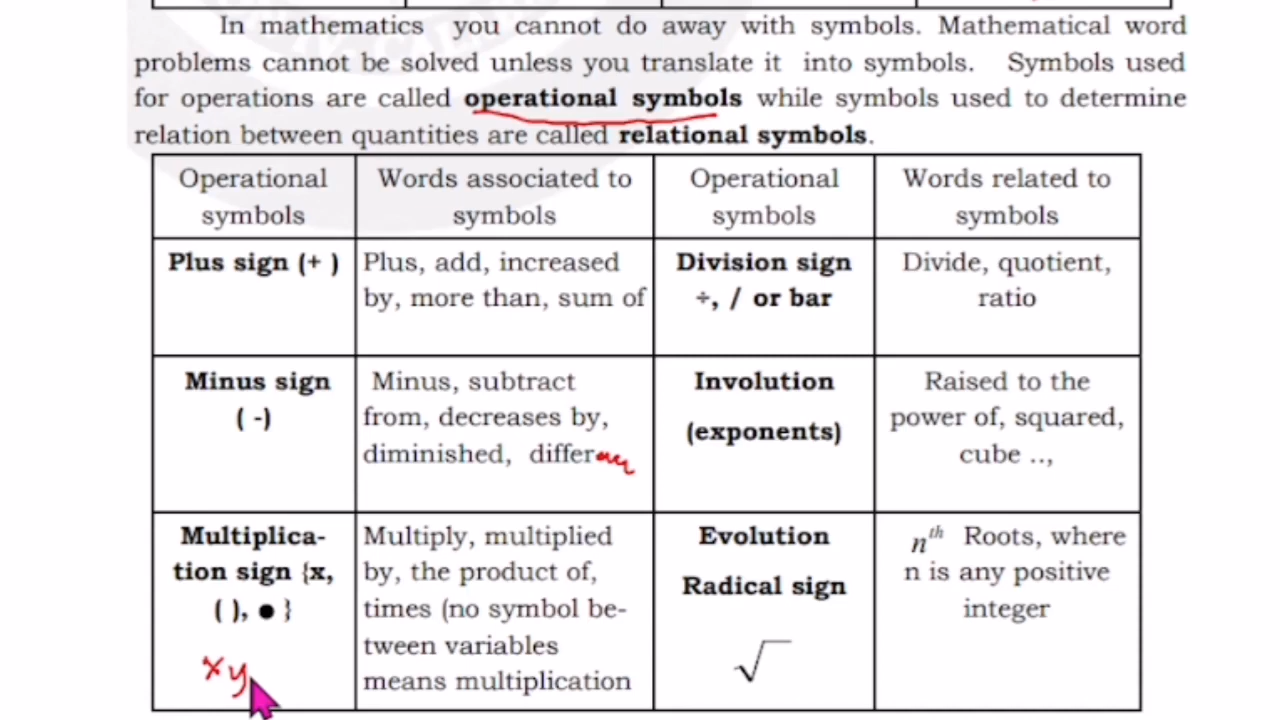 In mathematics you cannot do away with symbols. Mathematical word
problems cannot be solved unless you translate it into symbols. Symbols used
for operations are called operational symbols while symbols used to determine
relation between quantities are called relational symbols.
Operational
symbols
Words associated to
symbols
Operational
symbols
Words related to
symbols
Plus sign (+ )
Plus, add, increased
by, more than, sum of
Division sign
÷, / or bar
Divide, quotient,
ratio
Minus sign
( -)
Minus, subtract
from, decreases by,
diminished, differ
Involution
(exponents)
Raised to the
power of, squared,
cube ..,
Multiplica-
tion sign {x,
( ), ● }
xy
Multiply, multiplied
by, the product of,
times (no symbol be-
tween variables
means multiplication
Evolution
Radical sign
√
nth Roots, where
n is any positive
integer